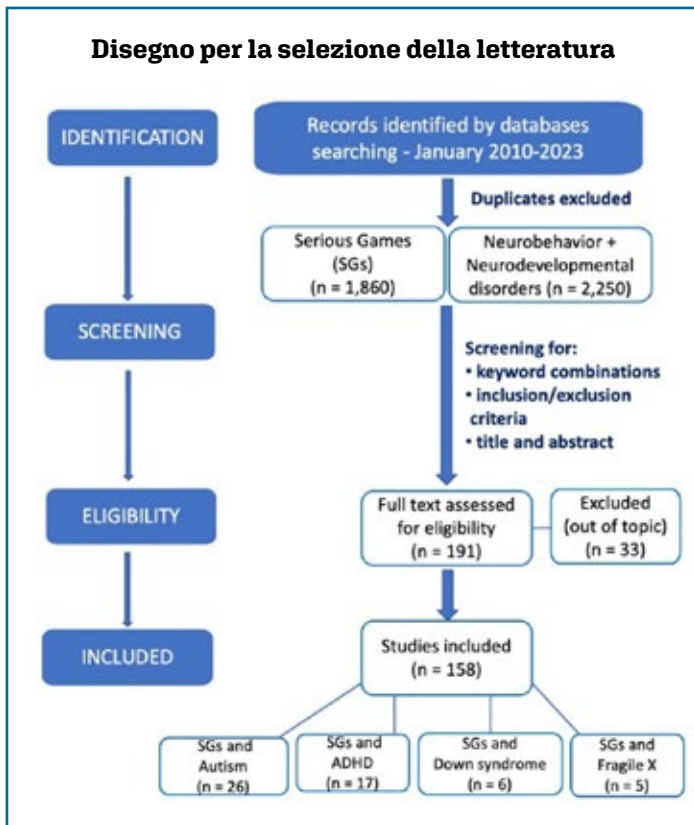 Disegno per la selezione della letteratura
IDENTIFICATION
Records identified by databases
searching - January 2010-2023
Duplicates excluded
Serious Games
(SGs)
(n = 1,860)
Neurobehavior +
Neurodevelopmental
disorders (n = 2,250)
SCREENING
Screening for:
• keyword combinations
• inclusion/exclusion
criteria
• title and abstract
ELIGIBILITY
Full text assessed
for eligibility
(n = 191)
Excluded
(out of topic)
(n = 33)
INCLUDED
Studies included
(n = 158)
SGs and
Autism
(n = 26)
SGs and
ADHD
(n = 17)
SGs and
Down syndrome
(n = 6)
SGs and
Fragile X
(n = 5)